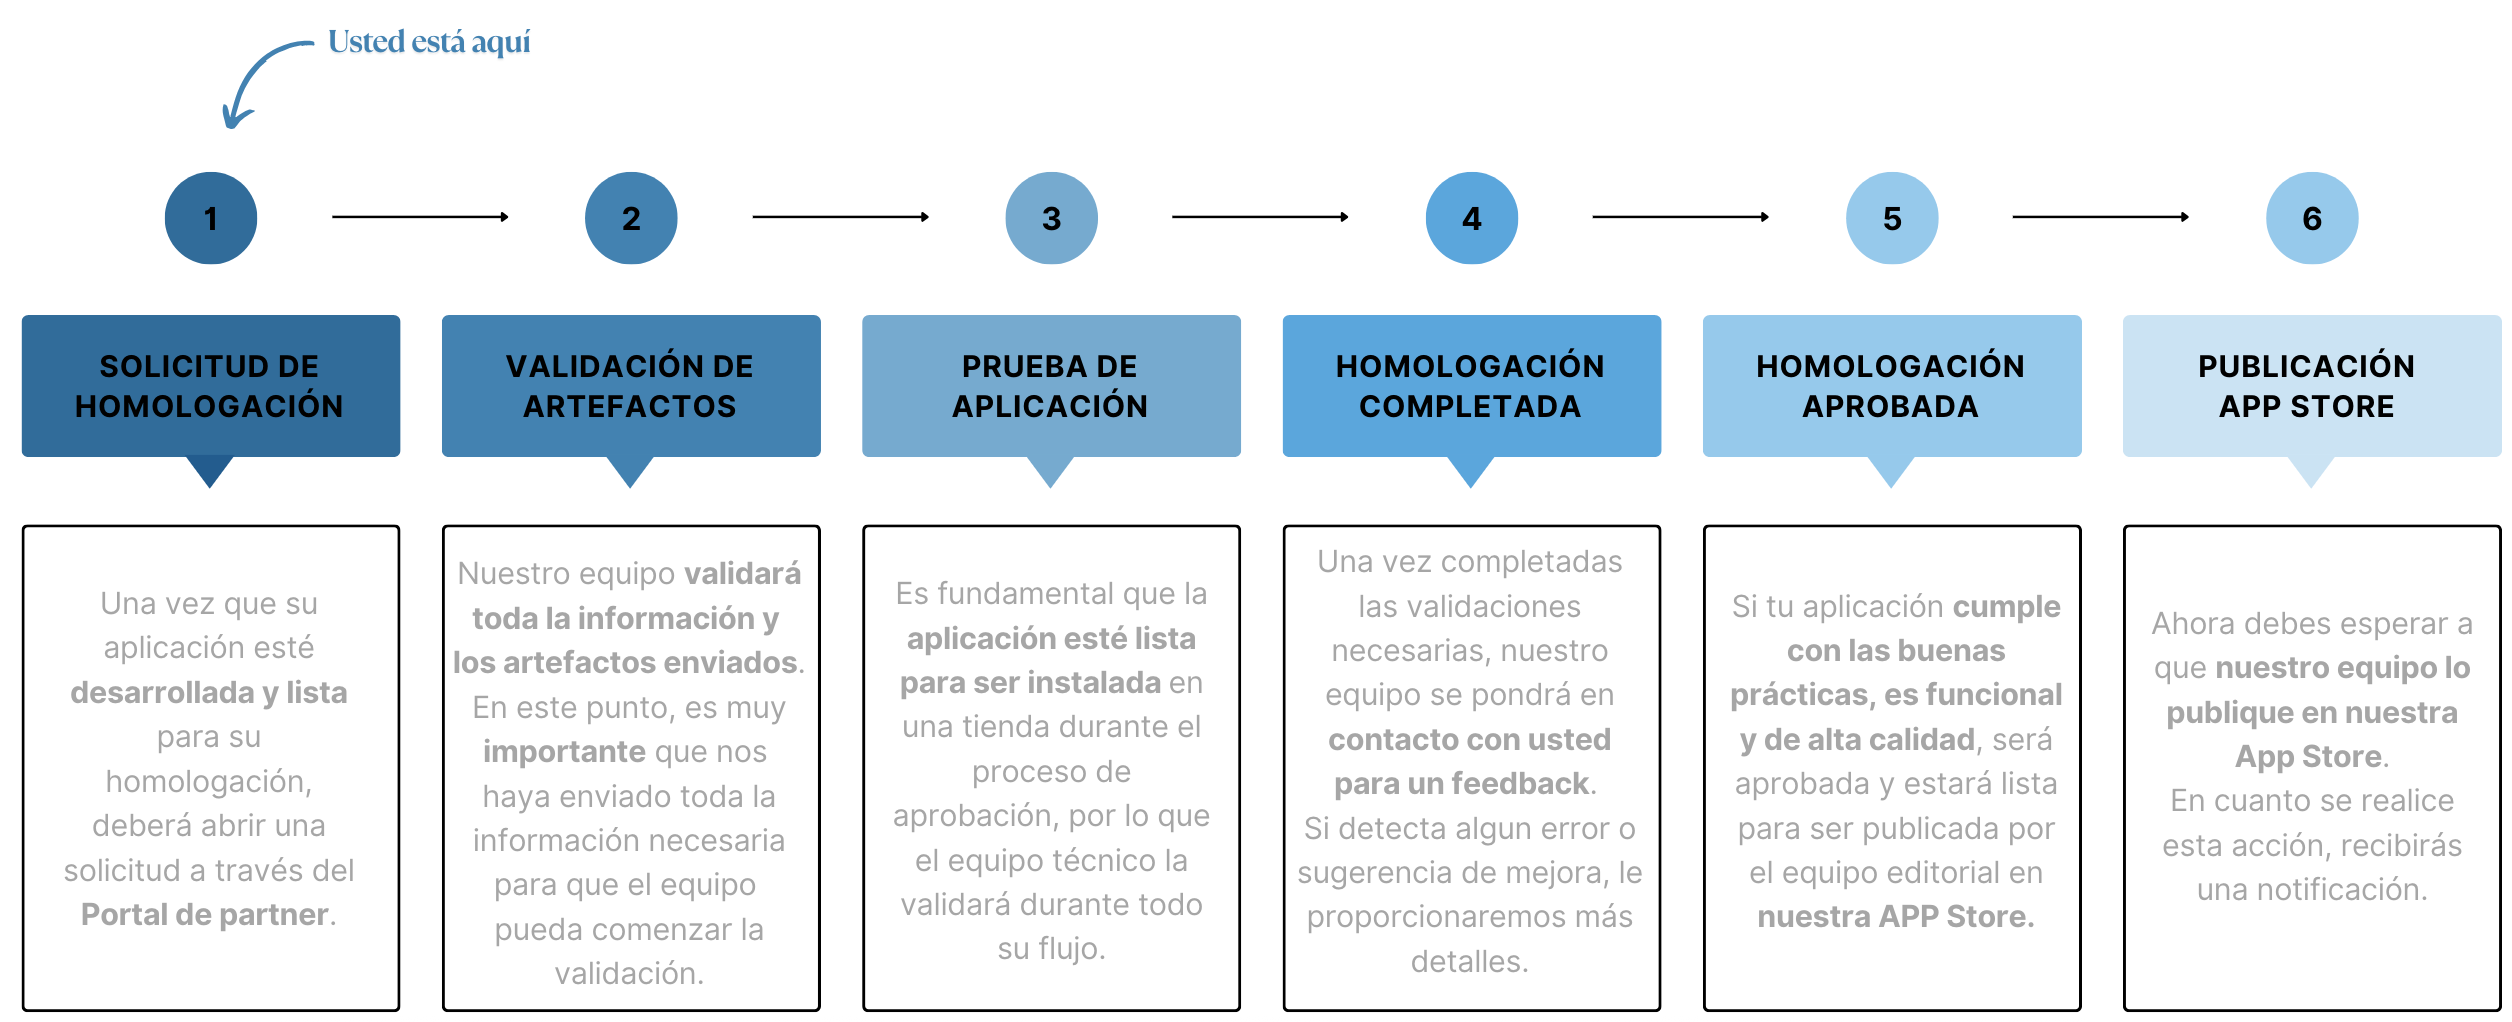 Usted está aquí
1
2
3
4
5
6
SOLICITUD DE
HOMOLOGACIÓN
VALIDACIÓN DE
ARTEFACTOS
PRUEBA DE
APLICACIÓN
HOMOLOGACIÓN
COMPLETADA
HOMOLOGACIÓN
APROBADA
PUBLICACIÓN
APP STORE
Una vez que su
aplicación esté
desarrollada y lista
para su
homologación,
deberá abrir una
solicitud a través del
Portal de partner.
Nuestro equipo validará
toda la información y
los artefactos enviados.
En este punto, es muy
importante que nos
haya enviado toda la
información necesaria
para que el equipo
pueda comenzar la
validación.
Es fundamental que la
aplicación esté lista
para ser instalada en
una tienda durante el
proceso de
aprobación, por lo que
el equipo técnico la
validará durante todo
su flujo.
Una vez completadas
las validaciones
necesarias, nuestro
equipo se pondrá en
contacto con usted
para un feedback.
Si detecta algun error o
sugerencia de mejora, le
proporcionaremos más
detalles.
Si tu aplicación cumple
con las buenas
prácticas, es funcional
y de alta calidad, será
aprobada y estará lista
para ser publicada por
el equipo editorial en
nuestra APP Store.
Ahora debes esperar a
que nuestro equipo lo
publique en nuestra
App Store.
En cuanto se realice
esta acción, recibirás
una notificación.